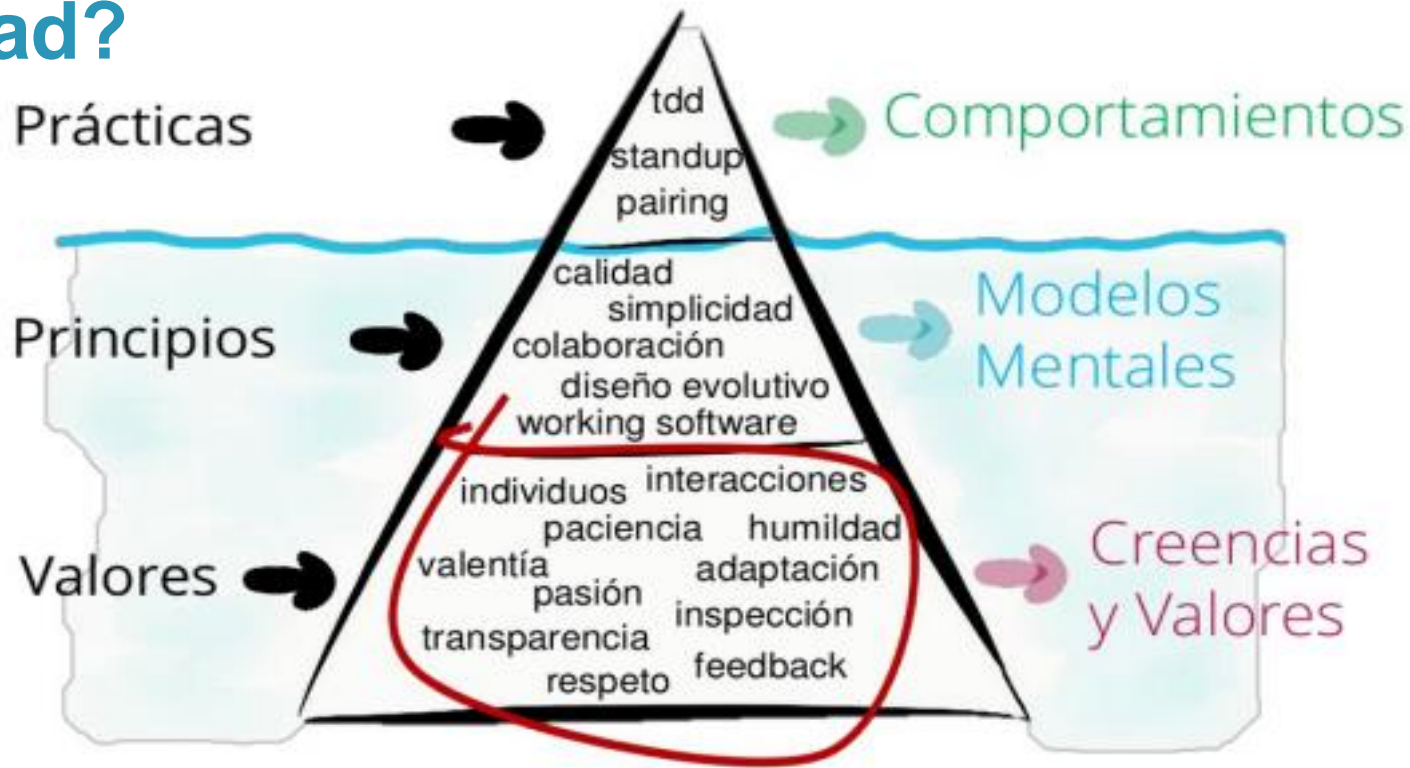 ad?
Prácticas
tdd
standup
pairing
Comportamientos
Principios
calidad
simplicidad
colaboración
diseño evolutivo
working software
Modelos
Mentales
Valores
individuos interacciones
paciencia humildad
valentía adaptación
pasión
inspección
transparencia
feedback
respeto
Creencias
y Valores